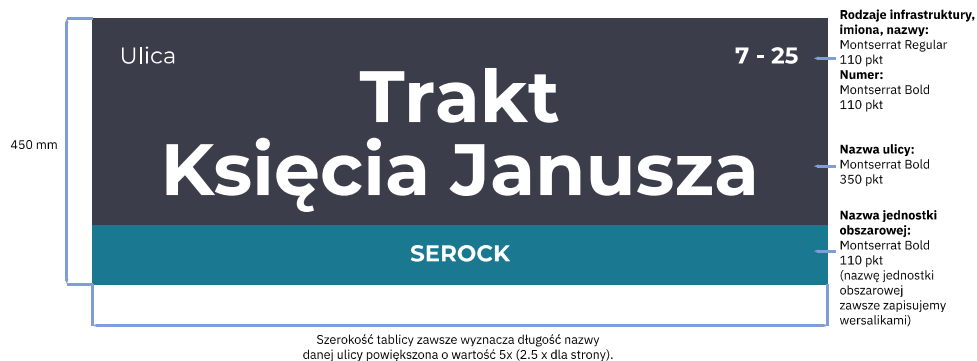 Ulica
7 - 25
Trakt
Księcia Janusza
SEROCK
450 mm
Rodzaje infrastruktury,
imiona, nazwy:
Montserrat Regular
110 pkt
Numer:
Montserrat Bold
110 pkt
Nazwa ulicy:
Montserrat Bold
350 pkt
Nazwa jednostki
obszarowej:
Montserrat Bold
110 pkt
(nazwę jednostki
obszarowej
zawsze zapisujemy
wersalikami)
Szerokość tablicy zawsze wyznacza długość nazwy
danej ulicy powiększona o wartość 5x (2.5 x dla strony).